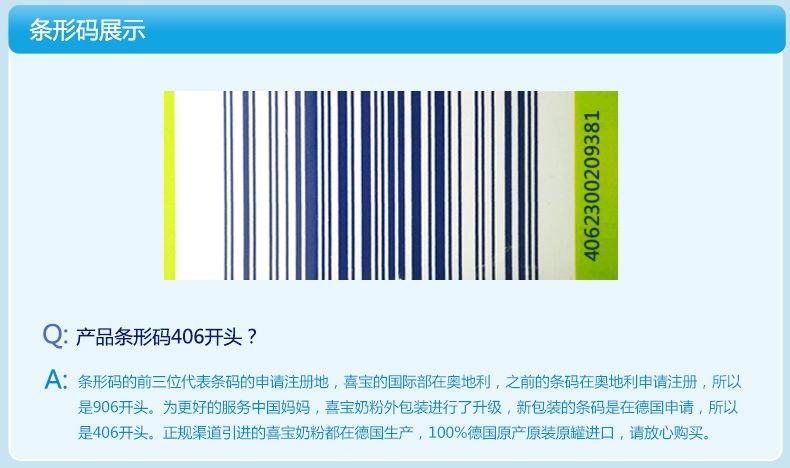 条形码展示
4062300209381
Q: 产品条形码406开头？
A: 条形码的前三位代表条码的申请注册地，喜宝的国际部在奥地利，之前的条码在奥地利申请注册，所以
是906开头。为更好的服务中国妈妈，喜宝奶粉外包装进行了升级，新包装的条码是在德国申请，所以
是406开头。正规渠道引进的喜宝奶粉都在德国生产，100%德国原产原装原罐进口，请放心购买。